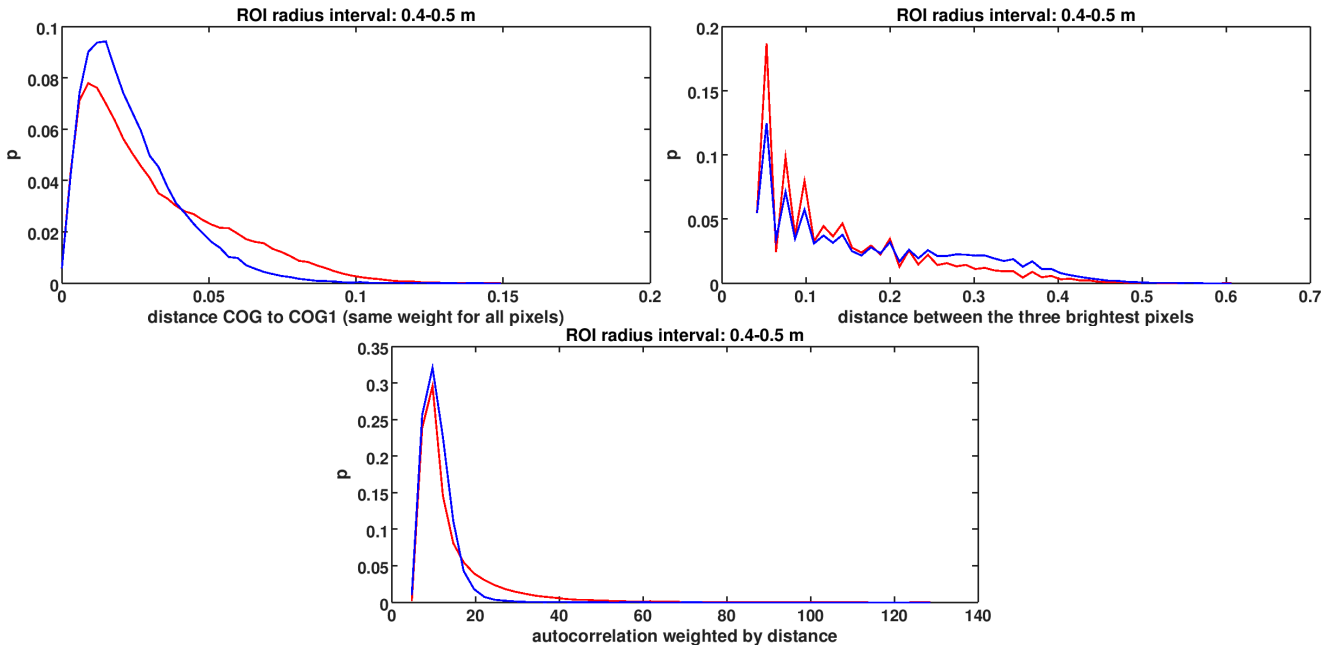 ROI radius interval: 0.4-0.5 m
0.1
0.08
0.06
0.04
0.02
0
p
0 0.05 0.1 0.15 0.2
distance COG to COG1 (same weight for all pixels)
ROI radius interval: 0.4-0.5 m
0.2
0.15
0.1
0.05
0
p
0 0.1 0.2 0.3 0.4 0.5 0.6 0.7
distance between the three brightest pixels
ROI radius interval: 0.4-0.5 m
0.35
0.3
0.25
0.2
0.15
0.1
0.05
0
p
0 20 40 60 80 100 120 140
autocorrelation weighted by distance